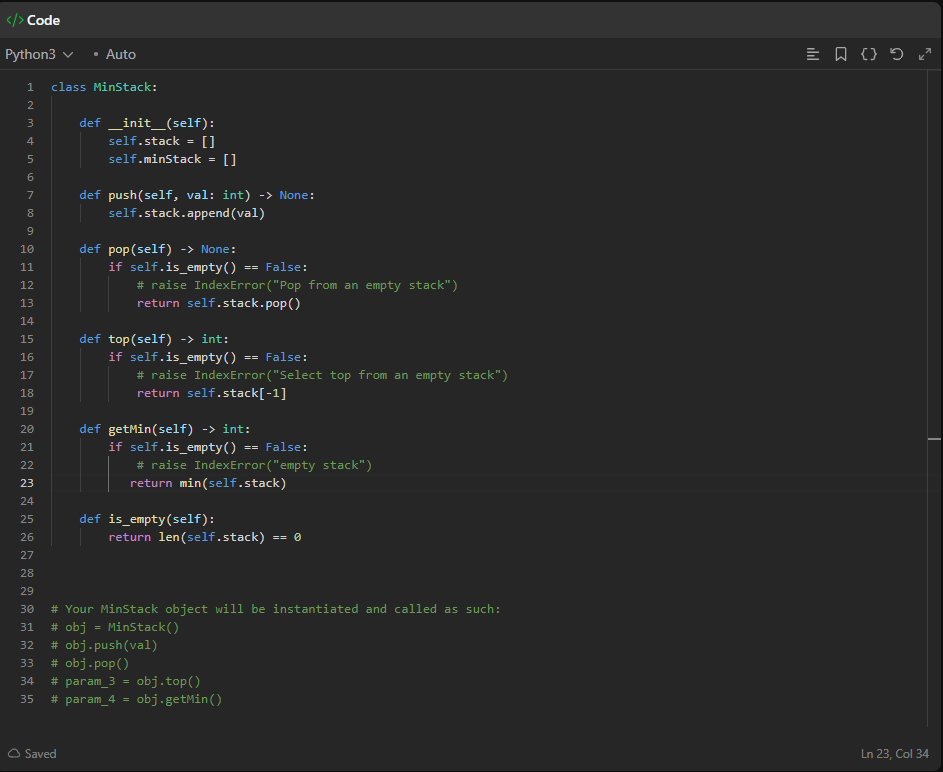 </> Code
Python3 • Auto
1 class MinStack:
2
3     def __init__(self):
4         self.stack = []
5         self.minStack = []
6
7     def push(self, val: int) -> None:
8         self.stack.append(val)
9
10     def pop(self) -> None:
11         if self.is_empty() == False:
12             # raise IndexError("Pop from an empty stack")
13             return self.stack.pop()
14
15     def top(self) -> int:
16         if self.is_empty() == False:
17             # raise IndexError("Select top from an empty stack")
18             return self.stack[-1]
19
20     def getMin(self) -> int:
21         if self.is_empty() == False:
22             # raise IndexError("empty stack")
23            return min(self.stack)
24
25     def is_empty(self):
26         return len(self.stack) == 0
27
28
29
30 # Your MinStack object will be instantiated and called as such:
31 # obj = MinStack()
32 # obj.push(val)
33 # obj.pop()
34 # param_3 = obj.top()
35 # param_4 = obj.getMin()
Saved Ln 23, Col 34